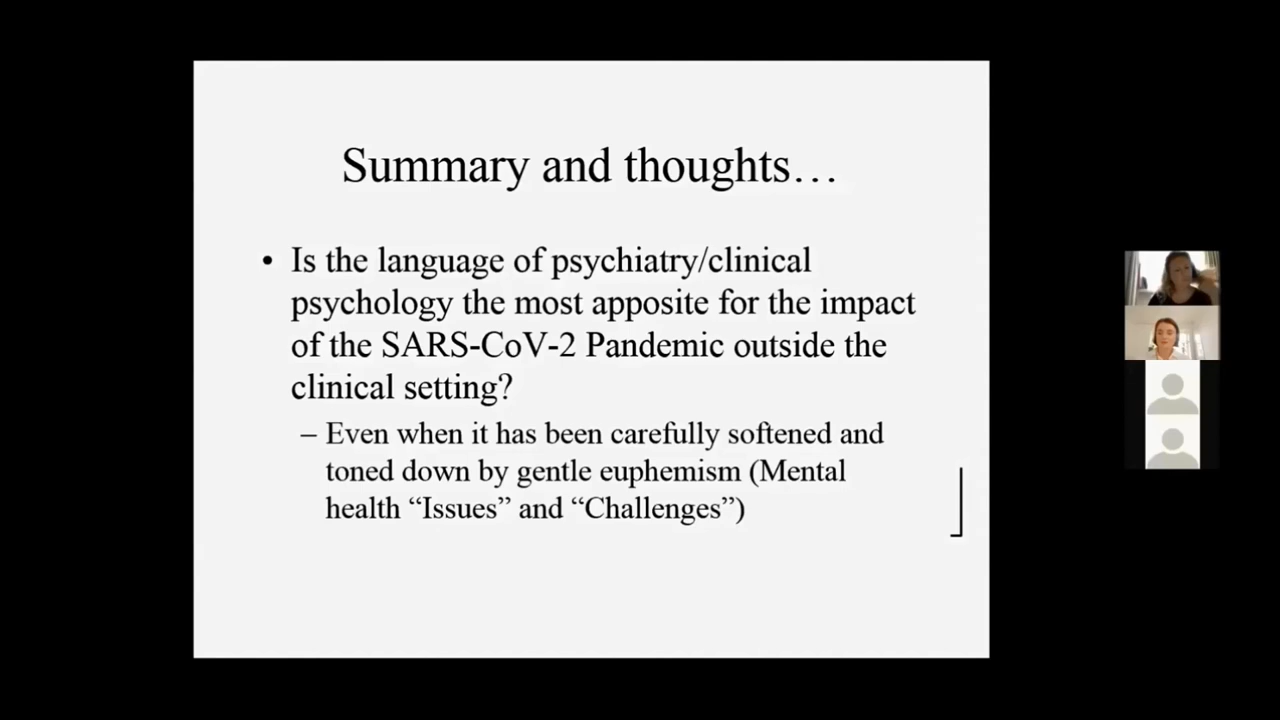 Summary and thoughts…
• Is the language of psychiatry/clinical
psychology the most apposite for the impact
of the SARS-CoV-2 Pandemic outside the
clinical setting?
– Even when it has been carefully softened and
toned down by gentle euphemism (Mental
health “Issues” and “Challenges”)